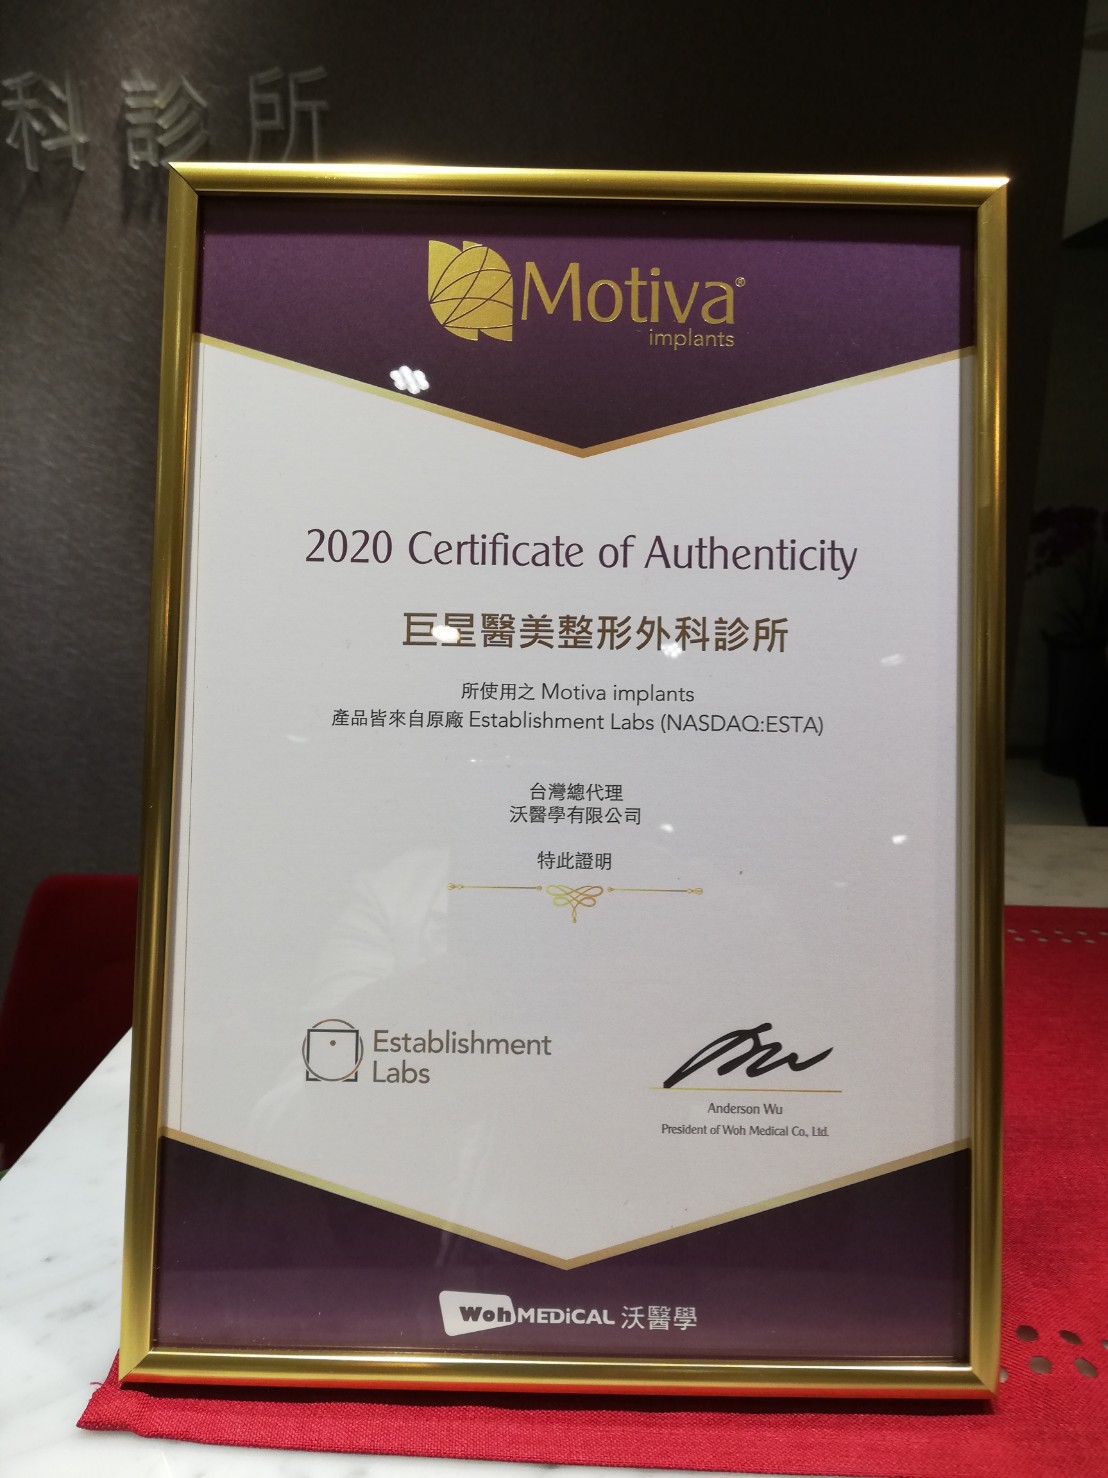 科診所
Motiva®
implants
2020 Certificate of Authenticity
巨星醫美整形外科診所
所使用之 Motiva implants
產品皆來自原廠 Establishment Labs (NASDAQ:ESTA)
台灣總代理
沃醫學有限公司
特此證明
Establishment
Labs
Anderson Wu
President of Woh Medical Co., Ltd.
Woh MEDiCAL 沃醫學